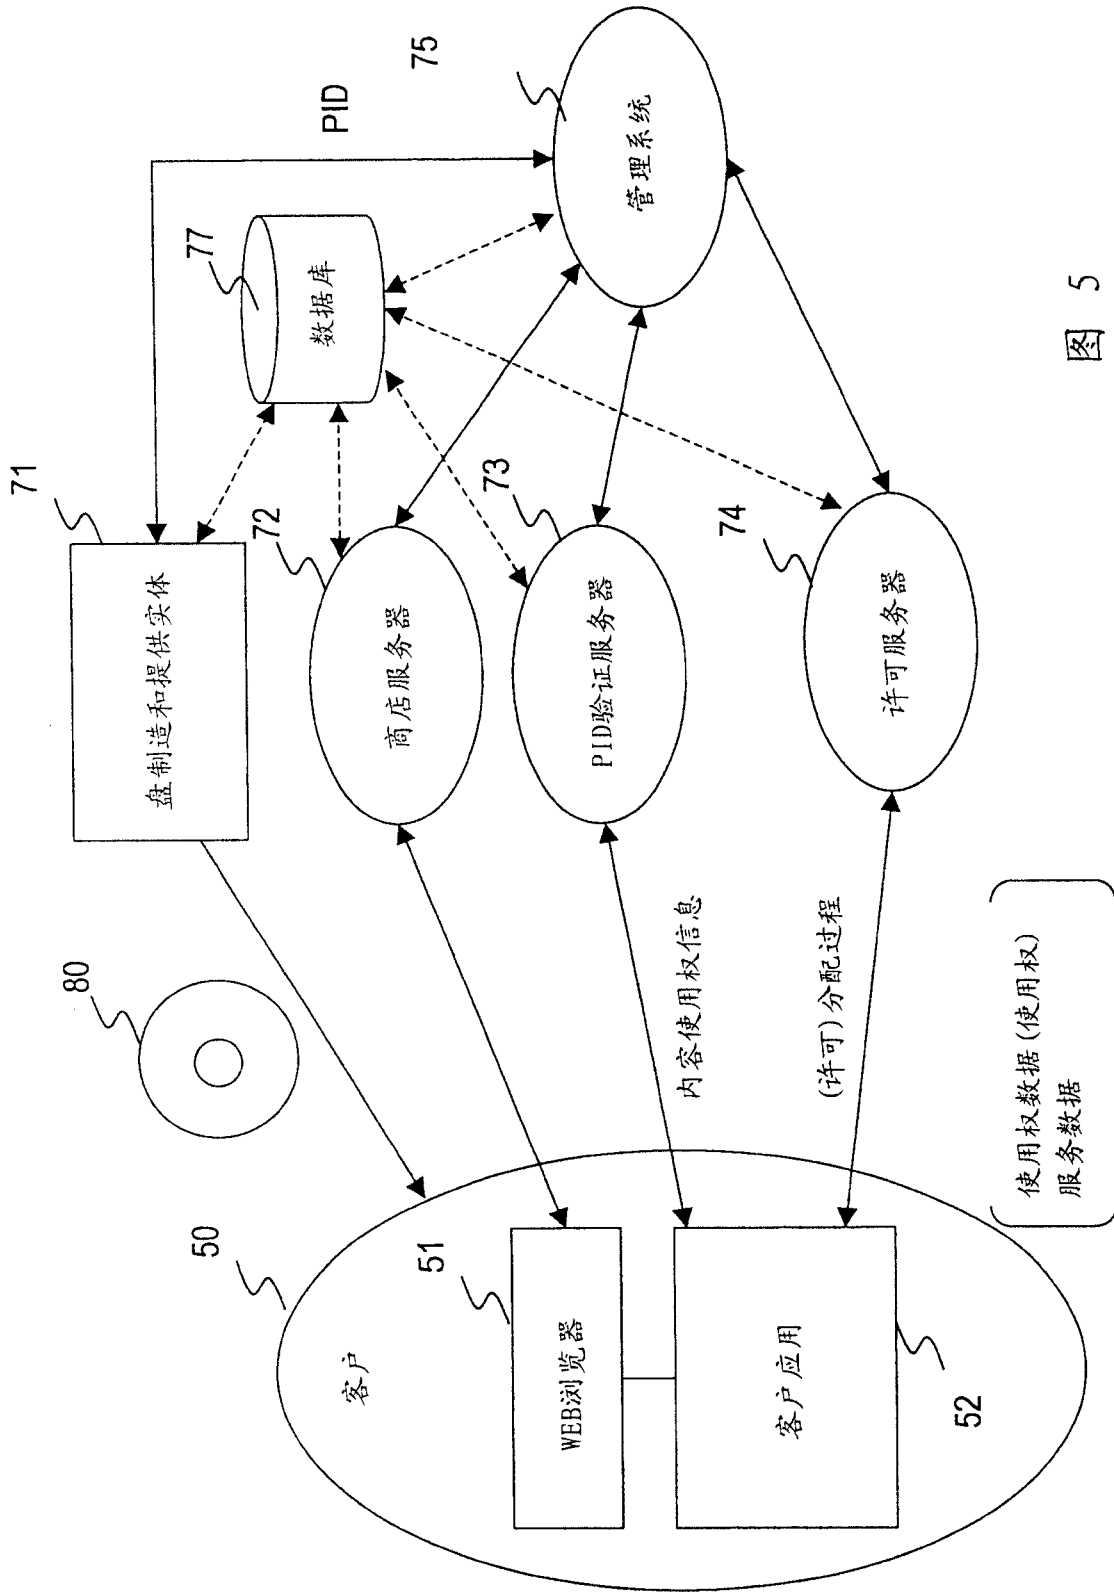 50
客户
51
WEB浏览器
客户应用
52
80
71
盘制造和提供实体
72
商店服务器
73
PID验证服务器
74
许可服务器
77
数据库
PID
75
管理系统
内容使用权信息
(许可)分配过程
使用权数据(使用权)
服务数据
图 5